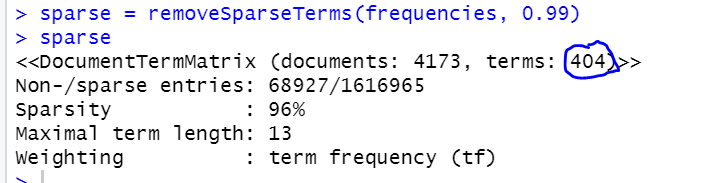 > sparse = removeSparseTerms(frequencies, 0.99)
> sparse
<<DocumentTermMatrix (documents: 4173, terms: 404)>>
Non-/sparse entries: 68927/1616965
Sparsity           : 96%
Maximal term length: 13
Weighting          : term frequency (tf)
>